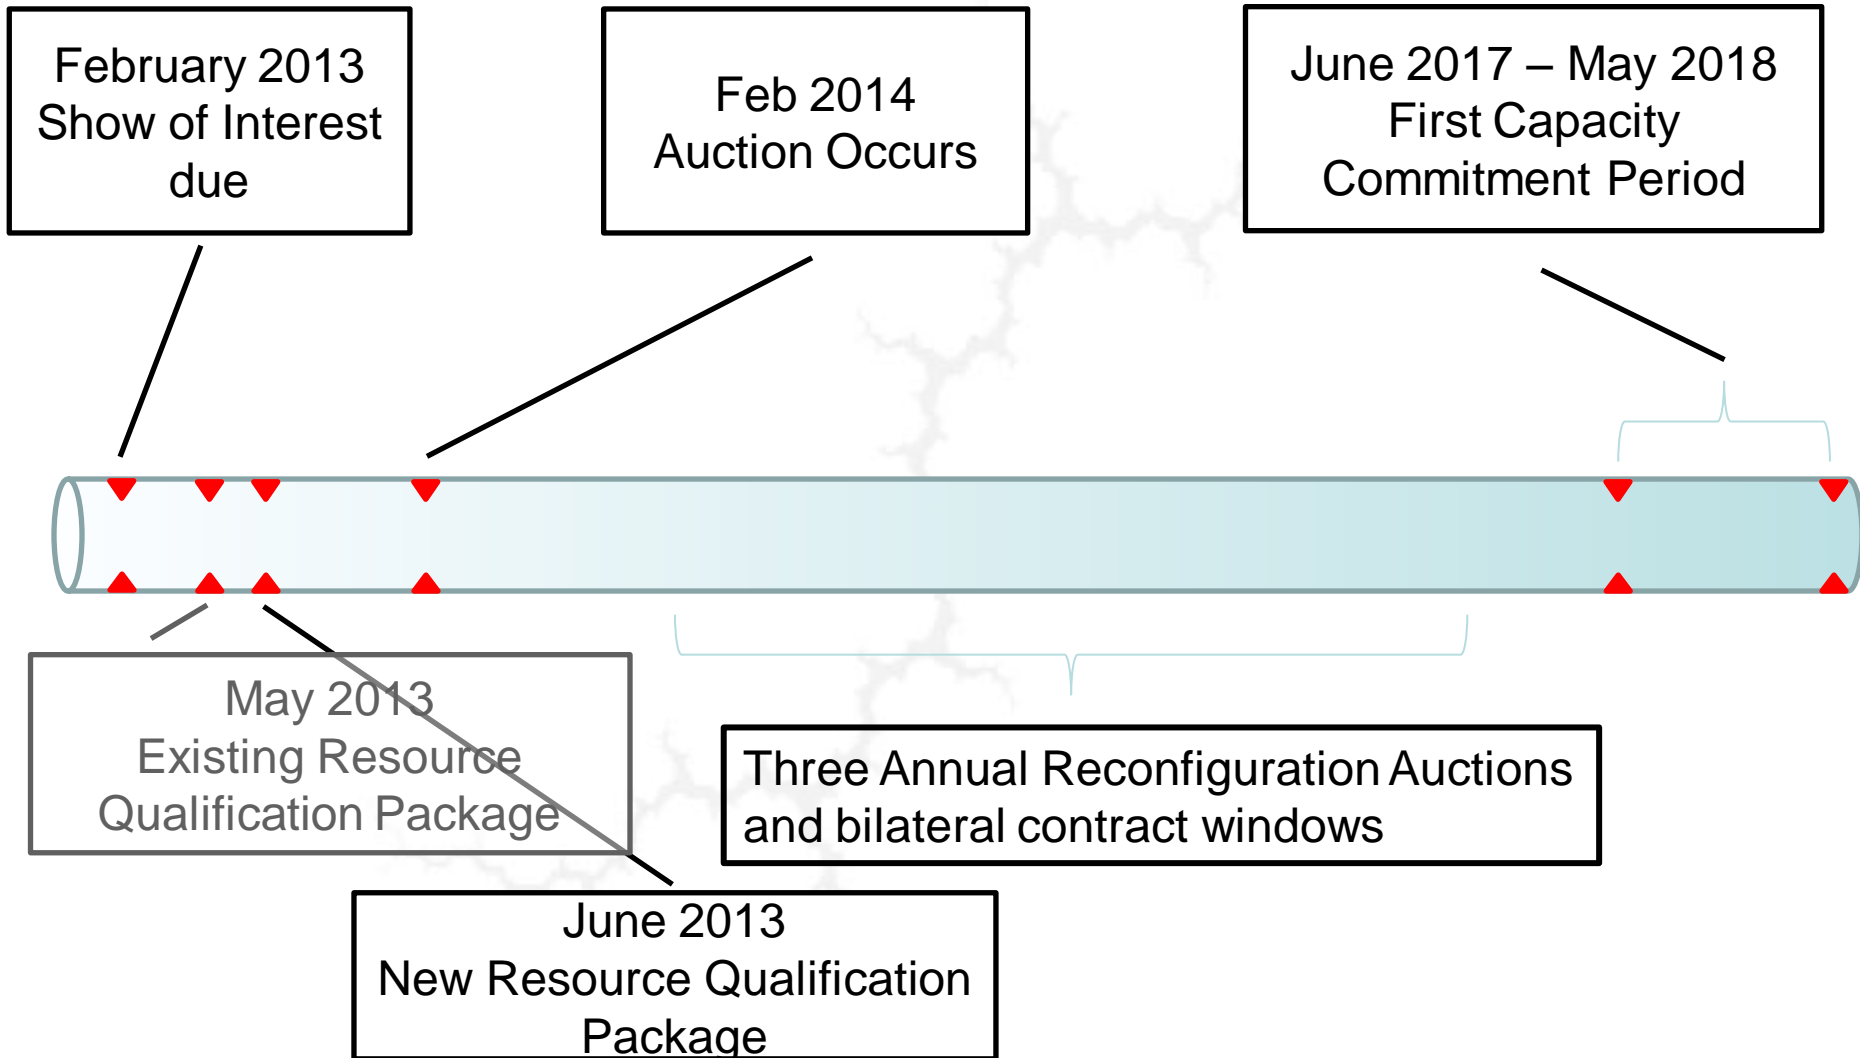 February 2013
Show of Interest
due
Feb 2014
Auction Occurs
June 2017 – May 2018
First Capacity
Commitment Period
May 2013
Existing Resource
Qualification Package
Three Annual Reconfiguration Auctions
and bilateral contract windows
June 2013
New Resource Qualification
Package